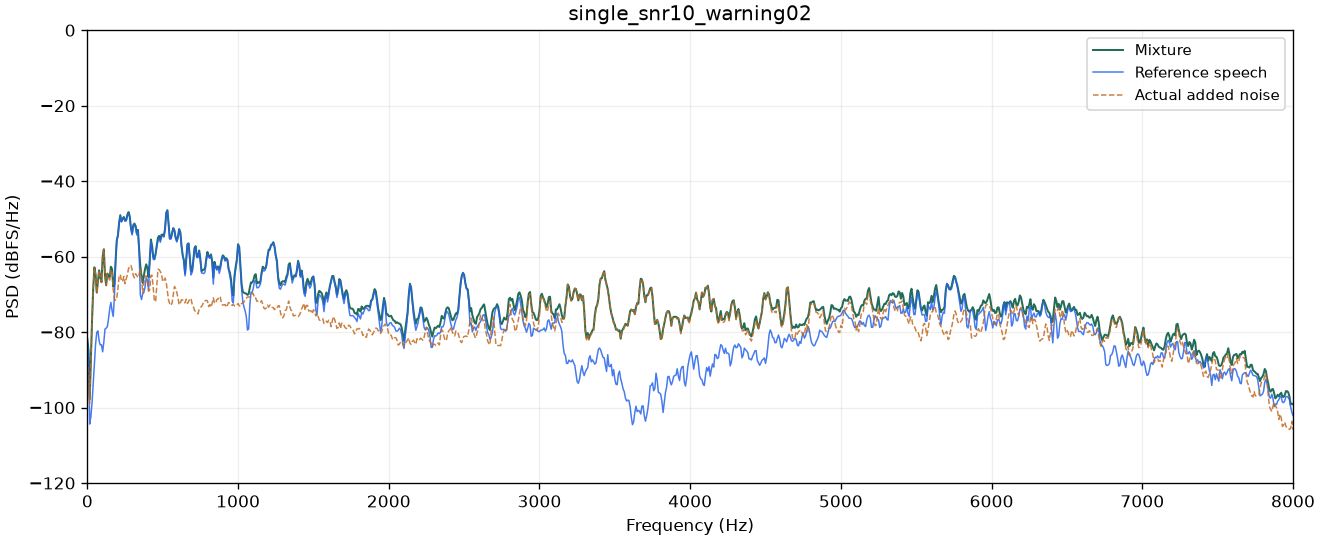 single_snr10_warning02
PSD (dBFS/Hz)
0
−20
−40
−60
−80
−100
−120
Mixture
Reference speech
Actual added noise
0 1000 2000 3000 4000 5000 6000 7000 8000
Frequency (Hz)